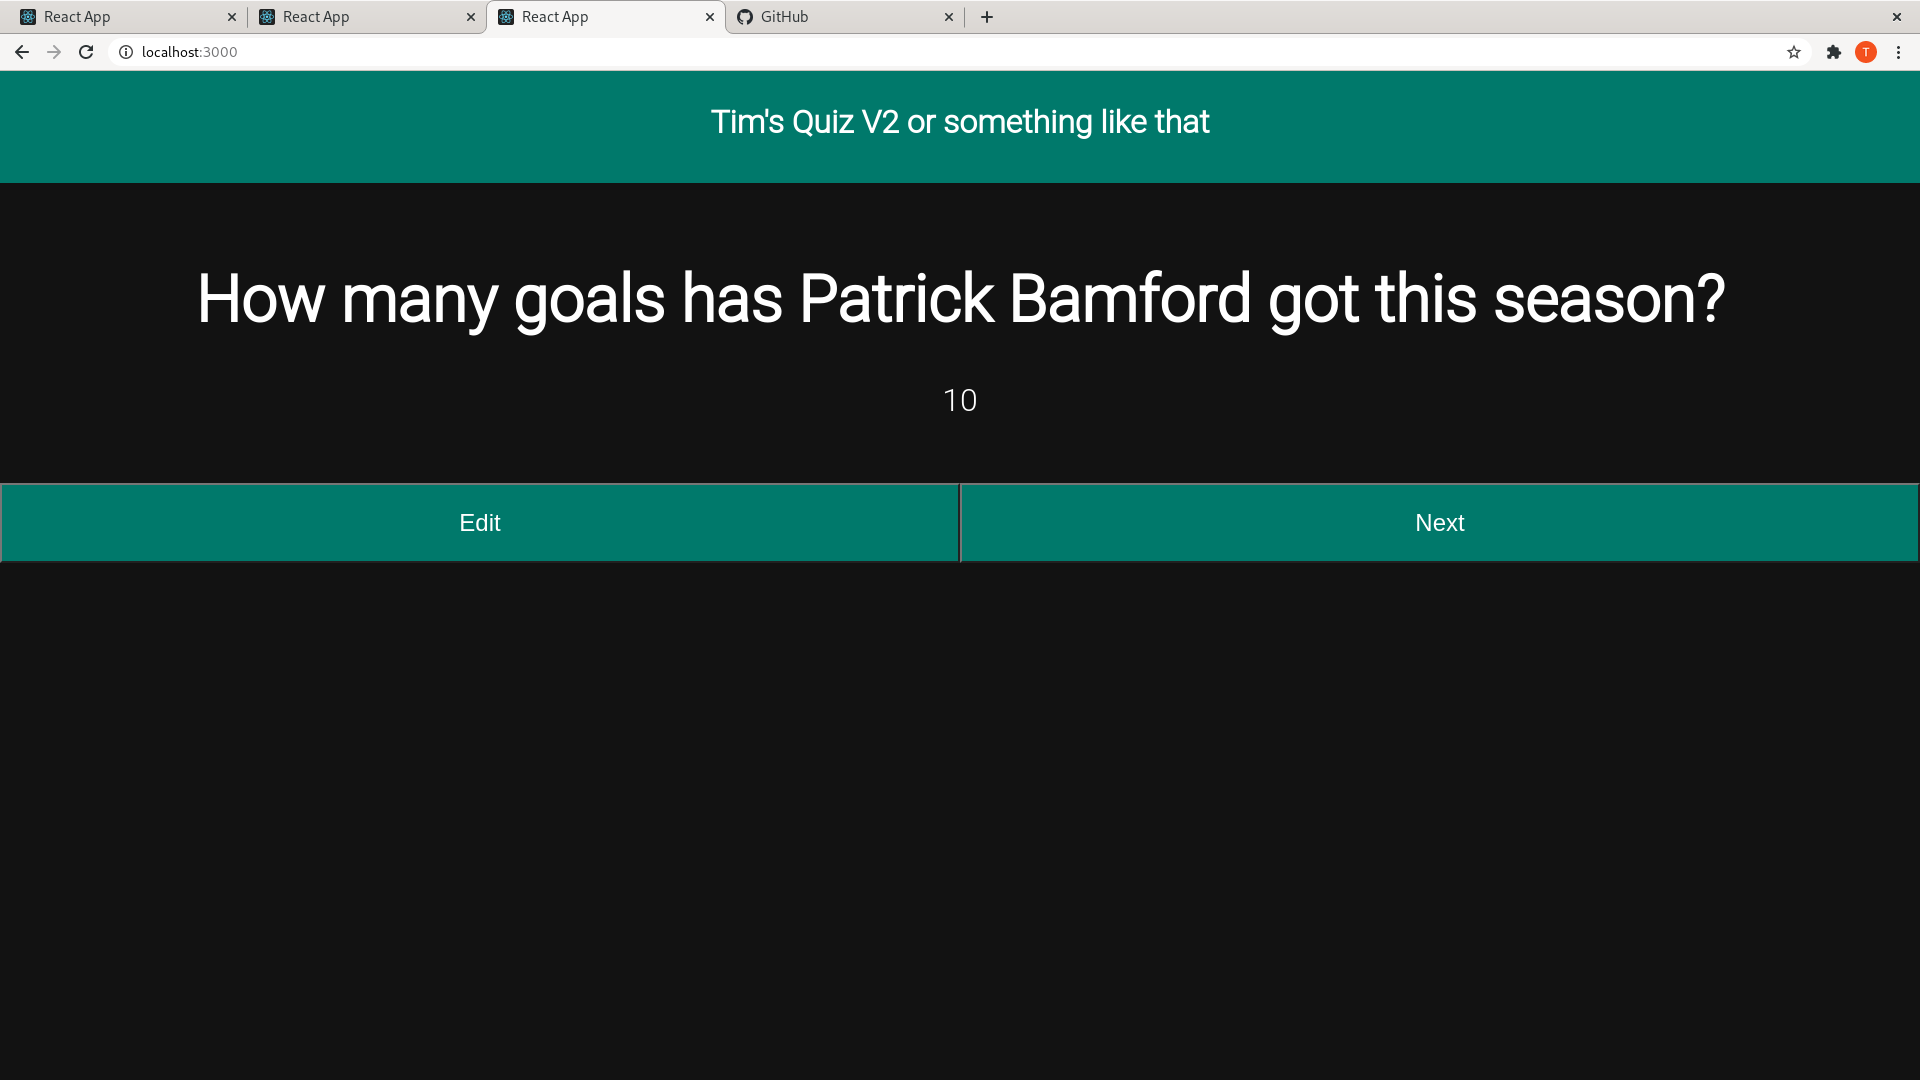 React App
React App
React App
GitHub
localhost:3000
T
Tim's Quiz V2 or something like that
How many goals has Patrick Bamford got this season?
10
Edit
Next